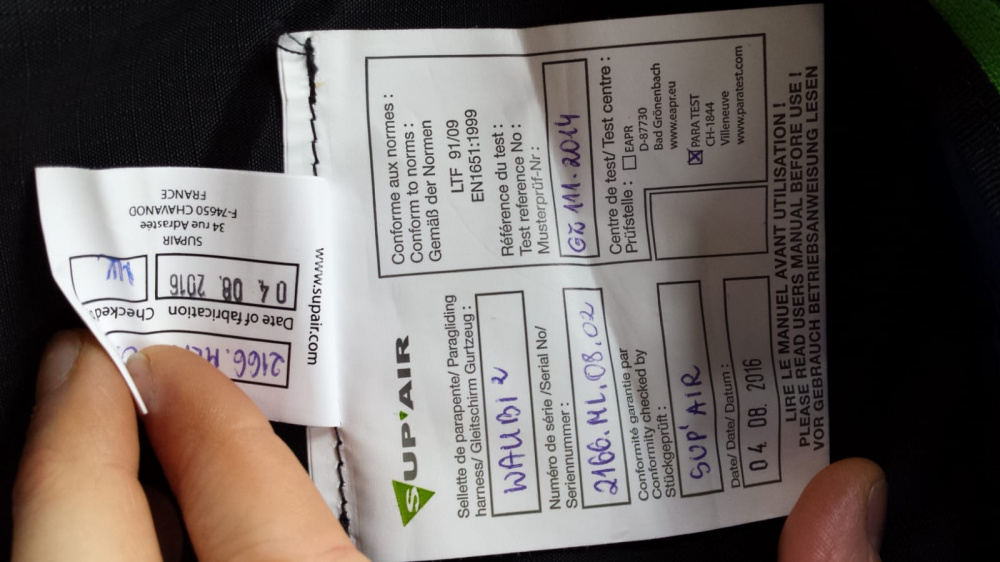 SUP'AIR
Sellette de parapente/ Paragliding
harness/ Gleitschirm Gurtzeug :
WAUBI 2
Numéro de série /Serial No/
Seriennummer :
2166.ML.08.02
Conformité garantie par
Conformity checked by
Stückgeprüft :
SUP'AIR
Date/ Date/ Datum :
04 08. 2016
Conforme aux normes :
Conform to norms :
Gemäß der Normen
LTF 91/09
EN1651:1999
Référence du test :
Test reference No :
Musterprüf-Nr :
GZ 111.2014
Centre de test/ Test centre :
Prüfstelle :
EAPR
D-87730
Bad Grönenbach
www.eapr.eu
PARA TEST
CH-1844
Villeneuve
www.paratest.com
LIRE LE MANUEL AVANT UTILISATION !
PLEASE READ USERS MANUAL BEFORE USE !
VOR GEBRAUCH BETRIEBSANWEISUNG LESEN
2166.
Date of fabrication
Checked
04 08. 2016
www.supair.com
SUPAIR
34 rue Adrastée
F-74650 CHAVANOD
FRANCE